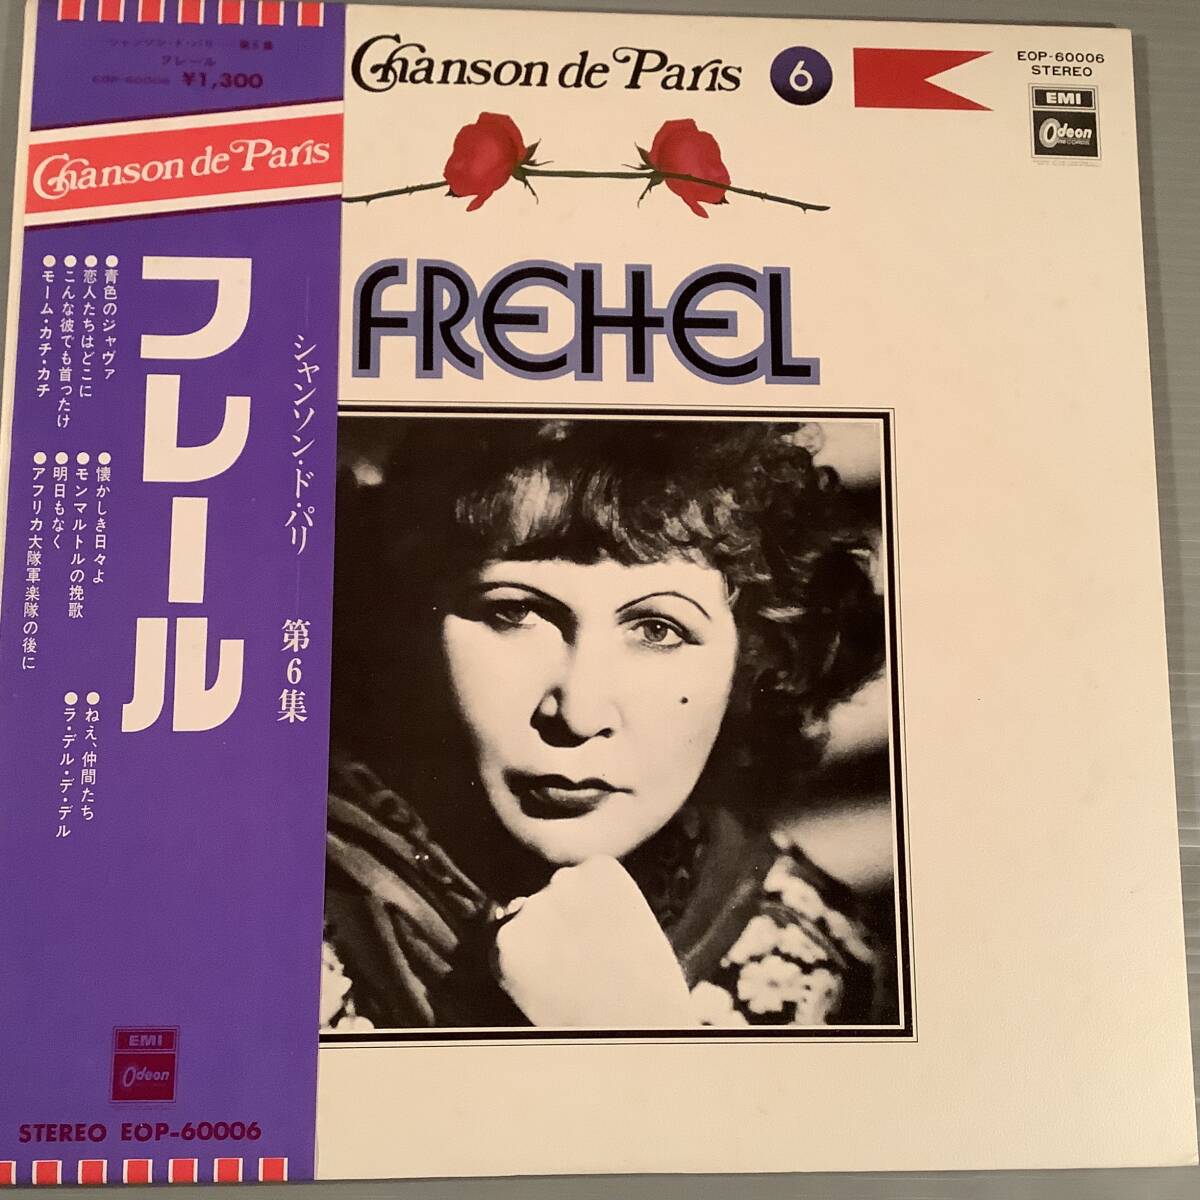 シャンソン・ド・パリ 第6集
フレール
EOP-60006 ¥1,300
Chanson de Paris
フレール
シャンソン・ド・パリ 第6集
●青色のジャヴァ
●恋人たちはどこに
●こんな彼でも首ったけ
●モーム・カチ・カチ
●懐かしき日々よ
●モンマルトルの挽歌
●明日もなく
●アフリカ大隊軍楽隊の後に
●ねえ、仲間たち
●ラ・デル・デ・デル
EMI
Odeon
STEREO EOP-60006
Chanson de Paris 6
EOP-60006
STEREO
EMI
Odeon
RECORDS
FREHEL